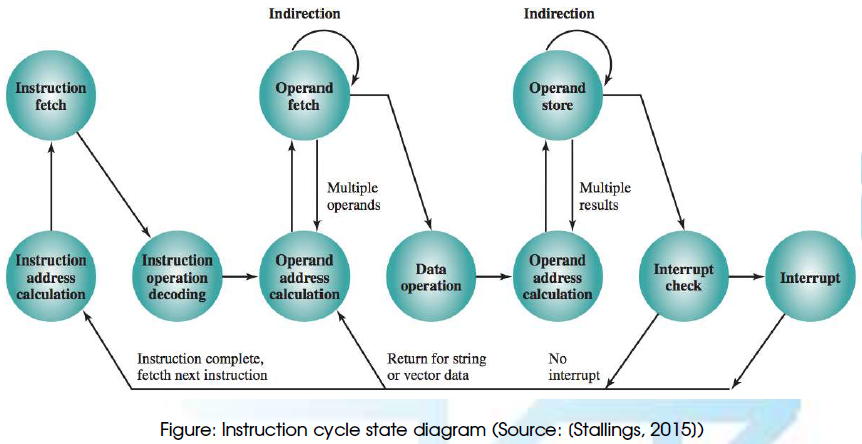 Indirection
Indirection
Instruction
fetch
Operand
fetch
Operand
store
Multiple
operands
Multiple
results
Instruction
address
calculation
Instruction
operation
decoding
Operand
address
calculation
Data
operation
Operand
address
calculation
Interrupt
check
Interrupt
Instruction complete,
fetcth next instruction
Return for string
or vector data
No
interrupt
Figure: Instruction cycle state diagram (Source: [Stallings, 2015])